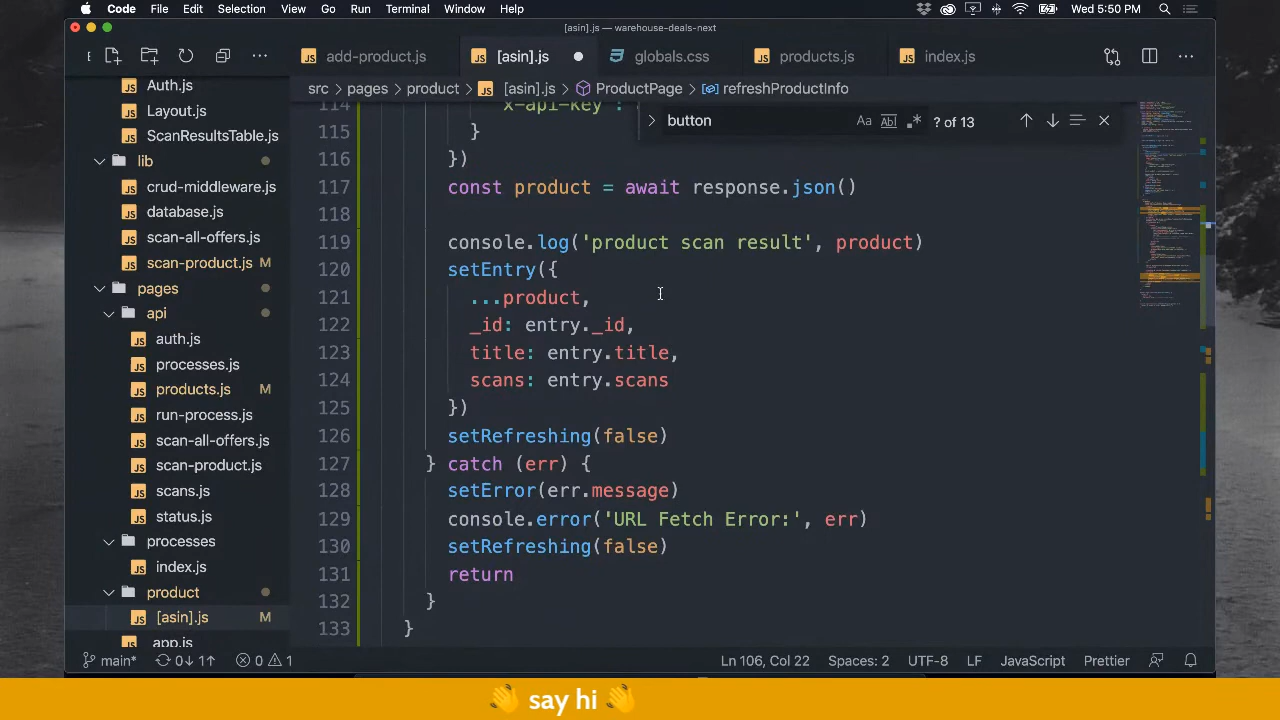 Code File Edit Selection View Go Run Terminal Window Help Wed 5:50 PM
[asin].js — warehouse-deals-next
E ··· add-product.js [asin].js globals.css products.js index.js ···
src > pages > product > [asin].js > ProductPage > refreshProductInfo
button Aa Ab| .* ? of 13
Auth.js
Layout.js
ScanResultsTable.js
lib
crud-middleware.js
database.js
scan-all-offers.js
scan-product.js M
pages
api
auth.js
processes.js
products.js M
run-process.js
scan-all-offers.js
scan-product.js
scans.js
status.js
processes
index.js
product
[asin].js M
app.js
114 x-api-key :
115 }
116 })
117 const product = await response.json()
118
119 console.log('product scan result', product)
120 setEntry({
121 ...product,
122 _id: entry._id,
123 title: entry.title,
124 scans: entry.scans
125 })
126 setRefreshing(false)
127 } catch (err) {
128 setError(err.message)
129 console.error('URL Fetch Error:', err)
130 setRefreshing(false)
131 return
132 }
133 }
main* 0↓ 1↑ 0 1 Ln 106, Col 22 Spaces: 2 UTF-8 LF JavaScript Prettier
👋 say hi 👋